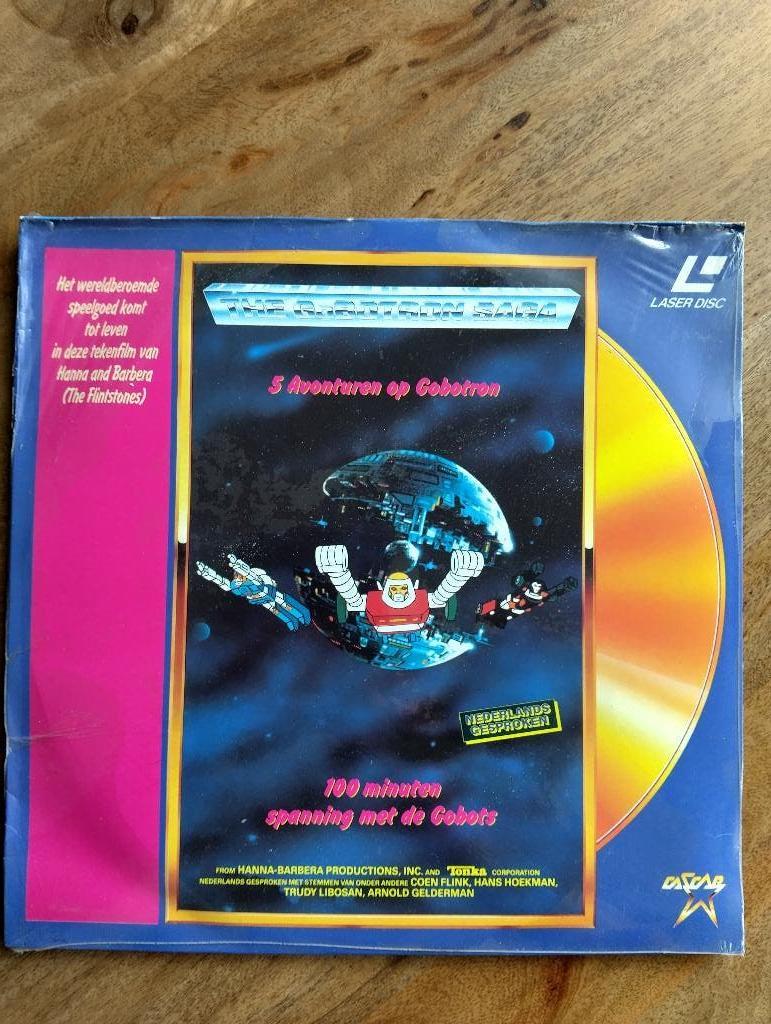 Het wereldberoemde
speelgoed komt
tot leven
in deze tekenfilm van
Hanna and Barbera
(The Flintstones)
LASER DISC
THE GOBOTRON SAGA
5 Avonturen op Gobotron
NEDERLANDS
GESPROKEN
100 minuten
spanning met de Gobots
FROM HANNA-BARBERA PRODUCTIONS, INC. AND Tonka CORPORATION
NEDERLANDS GESPROKEN MET STEMMEN VAN ONDER ANDERE COEN FLINK, HANS HOEKMAN,
TRUDY LIBOSAN, ARNOLD GELDERMAN